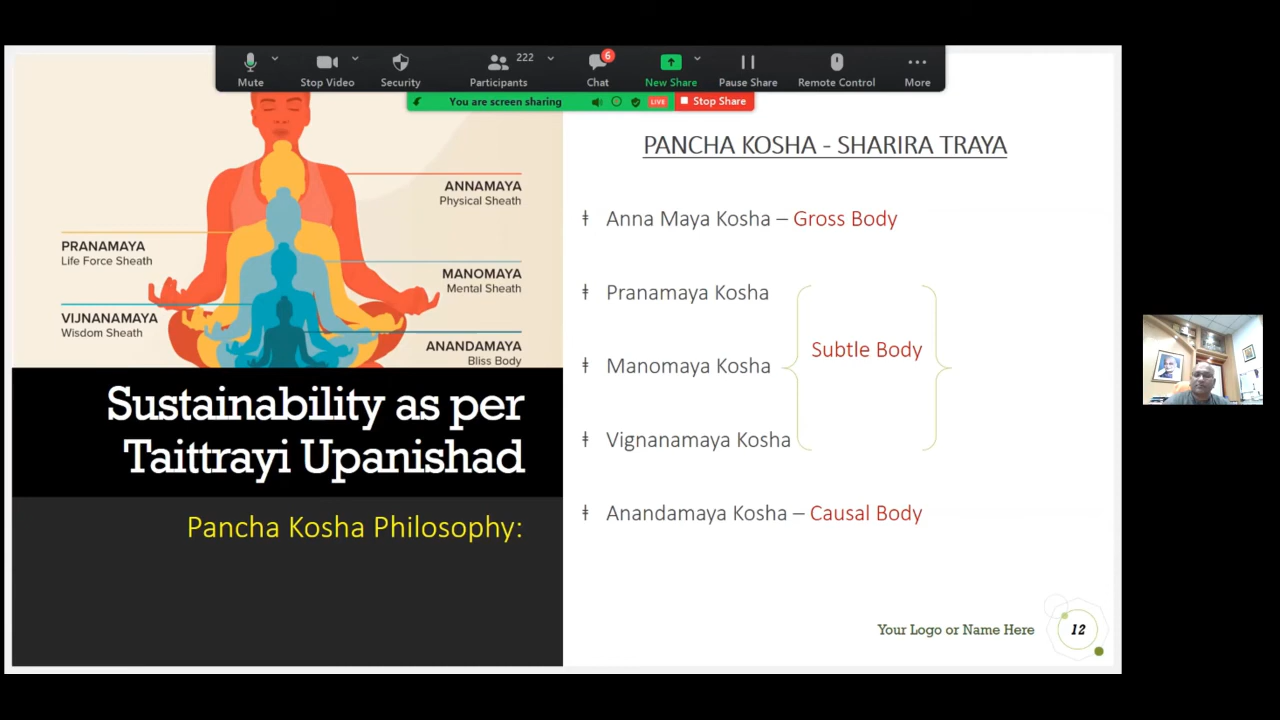 222
6
Mute
Stop Video
Security
Participants
Chat
New Share
Pause Share
Remote Control
More
You are screen sharing
LIVE
Stop Share
ANNAMAYA
Physical Sheath
PRANAMAYA
Life Force Sheath
MANOMAYA
Mental Sheath
VIJNANAMAYA
Wisdom Sheath
ANANDAMAYA
Bliss Body
Sustainability as per
Taittrayi Upanishad
Pancha Kosha Philosophy:
PANCHA KOSHA - SHARIRA TRAYA
Anna Maya Kosha – Gross Body
Pranamaya Kosha
Subtle Body
Manomaya Kosha
Vignanamaya Kosha
Anandamaya Kosha – Causal Body
Your Logo or Name Here
12